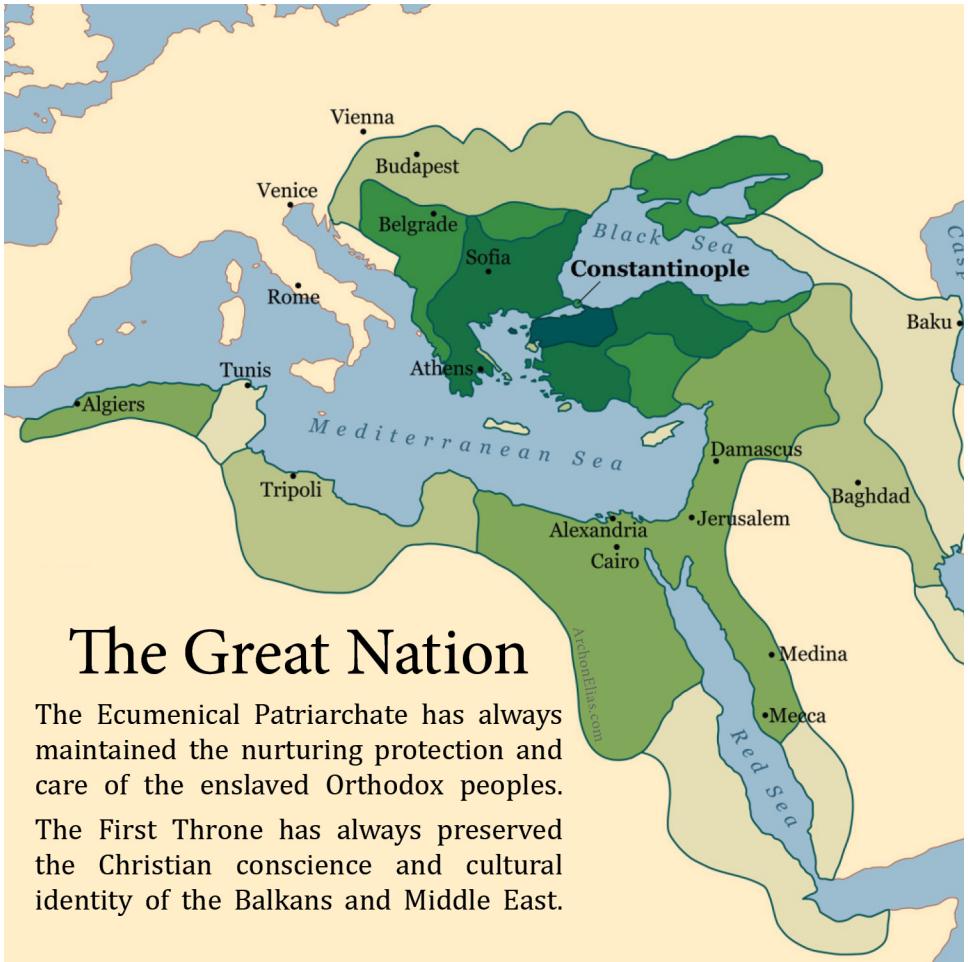 Vienna
Budapest
Venice
Belgrade
Black Sea
Sofia
Constantinople
Casp
Rome
Baku
Athens
Tunis
Algiers
Mediterranean Sea
Damascus
Tripoli
Baghdad
Alexandria
Jerusalem
Cairo
The Great Nation
ArchonElias.com
Medina
The Ecumenical Patriarchate has always
maintained the nurturing protection and
care of the enslaved Orthodox peoples.
Mecca
Red Sea
The First Throne has always preserved
the Christian conscience and cultural
identity of the Balkans and Middle East.